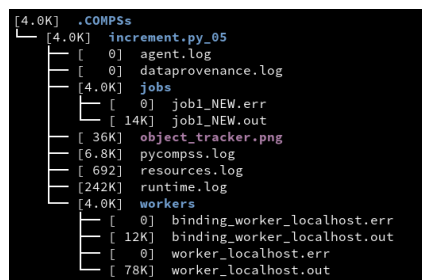 [4.0K]  .COMPSs
└── [4.0K]  increment.py_05
    ├── [   0]  agent.log
    ├── [   0]  dataprovenance.log
    ├── [4.0K]  jobs
    │   ├── [   0]  job1_NEW.err
    │   └── [ 14K]  job1_NEW.out
    ├── [ 36K]  object_tracker.png
    ├── [6.8K]  pycompss.log
    ├── [ 692]  resources.log
    ├── [242K]  runtime.log
    └── [4.0K]  workers
        ├── [   0]  binding_worker_localhost.err
        ├── [ 12K]  binding_worker_localhost.out
        ├── [   0]  worker_localhost.err
        └── [ 78K]  worker_localhost.out